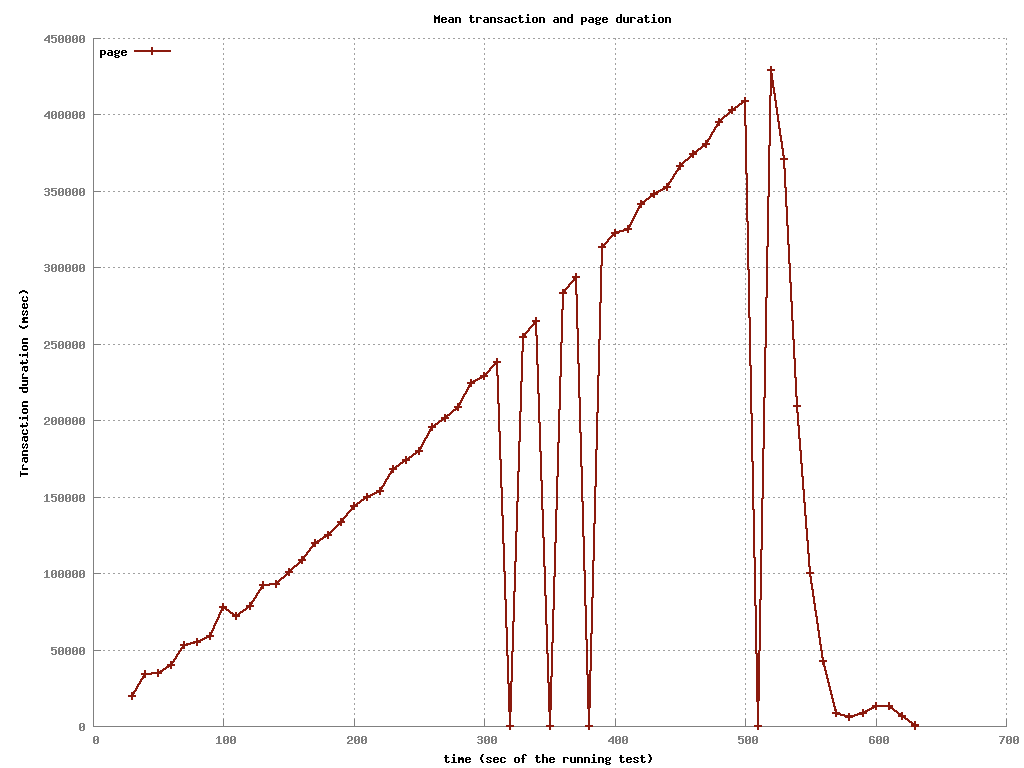 Mean transaction and page duration
450000
page
400000
350000
300000
250000
200000
150000
100000
50000
0
Transaction duration (msec)
0 100 200 300 400 500 600 700
time (sec of the running test)